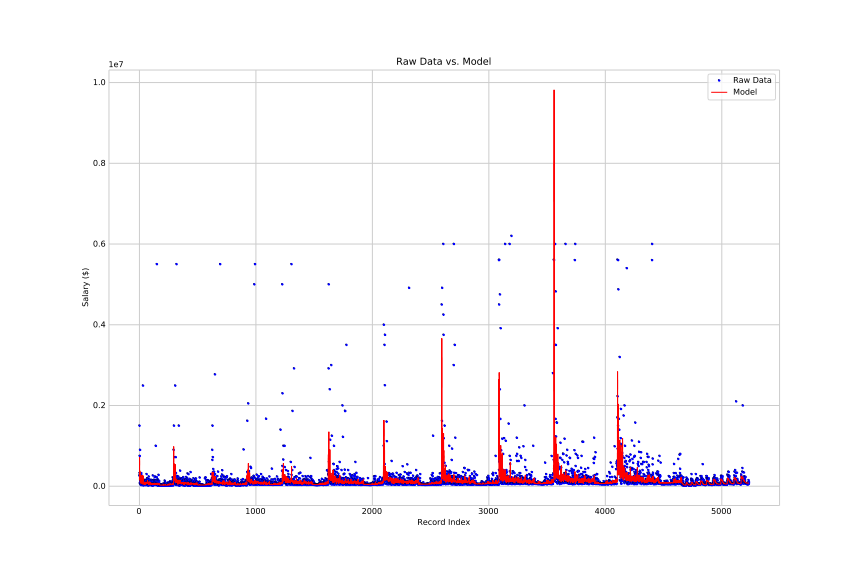 Raw Data vs. Model
1e7
Raw Data
Model
1.0
0.8
0.6
0.4
0.2
0.0
Salary ($)
0 1000 2000 3000 4000 5000
Record Index